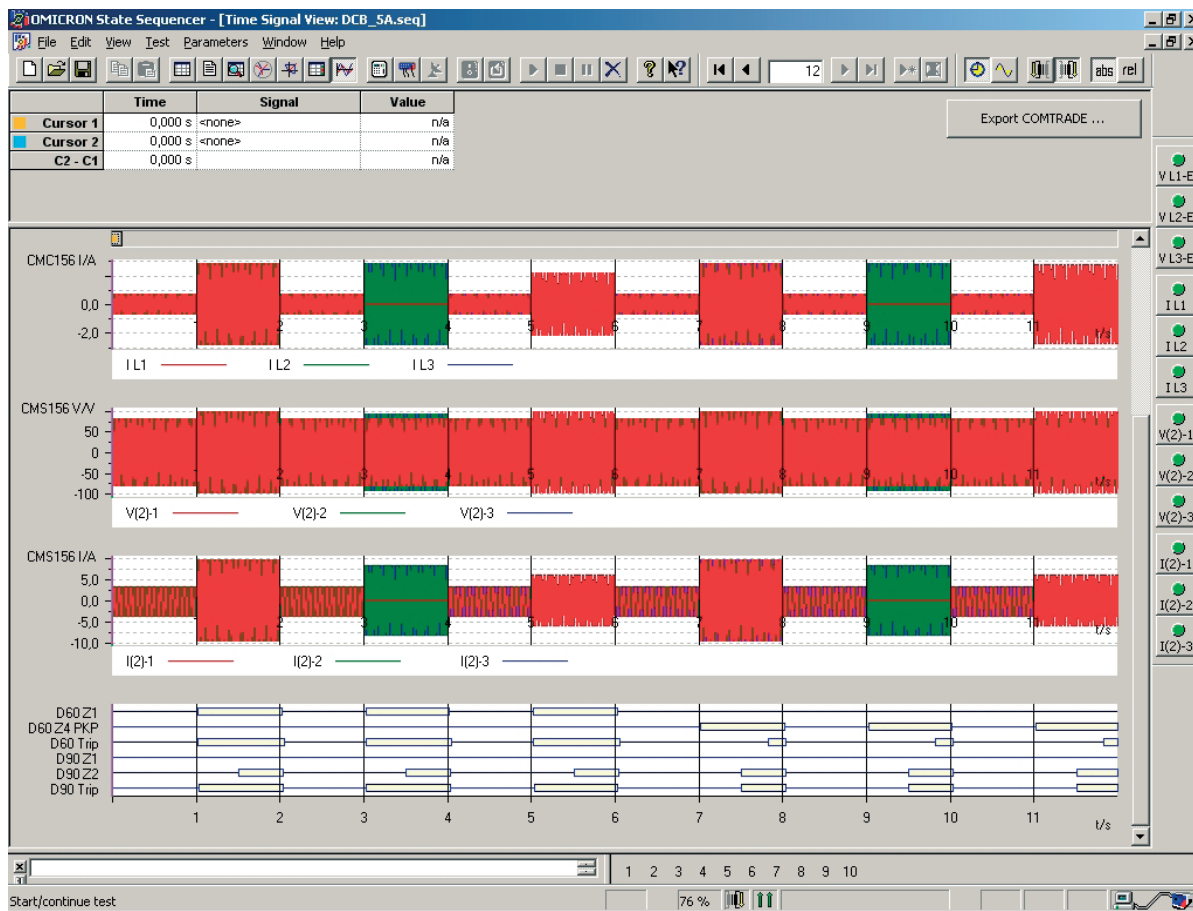 OMICRON State Sequencer - [Time Signal View: DCB_5A.seq]
File Edit View Test Parameters Window Help
12
abs rel
Time Signal Value
Cursor 1 0,000 s <none> n/a
Cursor 2 0,000 s <none> n/a
C2 - C1 0,000 s n/a
Export COMTRADE ...
V L1-E
V L2-E
V L3-E
I L1
I L2
I L3
V(2)-1
V(2)-2
V(2)-3
I(2)-1
I(2)-2
I(2)-3
CMC156 I/A
0,0
-2,0
1 2 3 4 5 6 7 8 9 10 11 t/s
I L1 I L2 I L3
CMS156 V/V
50
0
-50
-100
1 2 3 4 5 6 7 8 9 10 11 t/s
V(2)-1 V(2)-2 V(2)-3
CMS156 I/A
5,0
0,0
-5,0
-10,0
1 2 3 4 5 6 7 8 9 10 11 t/s
I(2)-1 I(2)-2 I(2)-3
D60 Z1
D60 Z4 PKP
D60 Trip
D90 Z1
D90 Z2
D90 Trip
1 2 3 4 5 6 7 8 9 10 11 t/s
1 2 3 4 5 6 7 8 9 10
Start/continue test 76 %